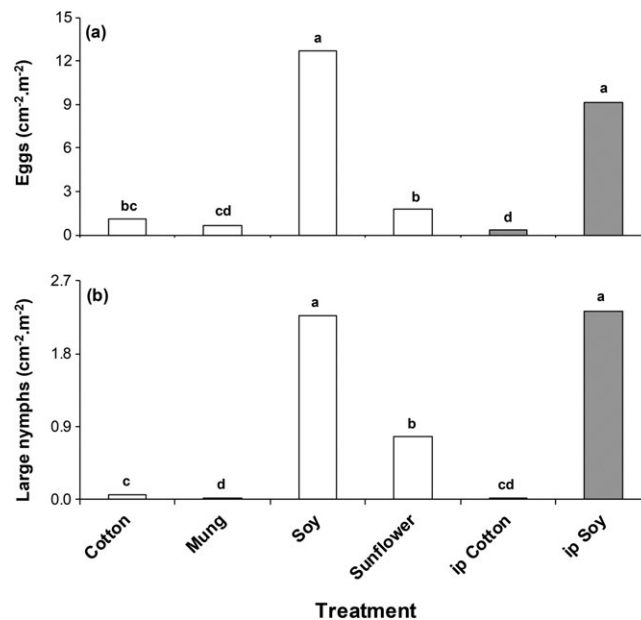 (a)
Eggs (cm⁻².m⁻²)
15
12
9
6
3
0
bc
cd
a
b
d
a
(b)
Large nymphs (cm⁻².m⁻²)
2.7
1.8
0.9
0.0
c
d
a
b
cd
a
Cotton
Mung
Soy
Sunflower
ip Cotton
ip Soy
Treatment